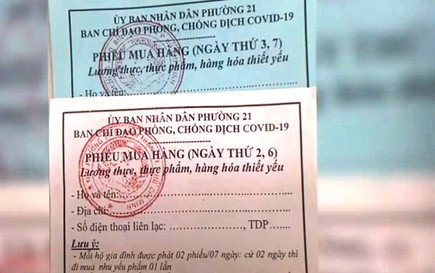 ỦY BAN NHÂN DÂN PHƯỜNG 21
BAN CHỈ ĐẠO PHÒNG, CHỐNG DỊCH COVID-19
PHIẾU MUA HÀNG (NGÀY THỨ 3, 7)
Lương thực, thực phẩm, hàng hóa thiết yếu
- Họ và tên:
ỦY BAN NHÂN DÂN PHƯỜNG 21
BAN CHỈ ĐẠO PHÒNG, CHỐNG DỊCH COVID-19
PHIẾU MUA HÀNG (NGÀY THỨ 2, 6)
Lương thực, thực phẩm, hàng hóa thiết yếu
- Họ và tên:
- Địa chỉ:
- Số điện thoại liên lạc: , TDP
Lưu ý:
- Mỗi hộ gia đình được phát 02 phiếu/07 ngày: cứ 02 ngày thì
đi mua nhu yếu phẩm 01 lần